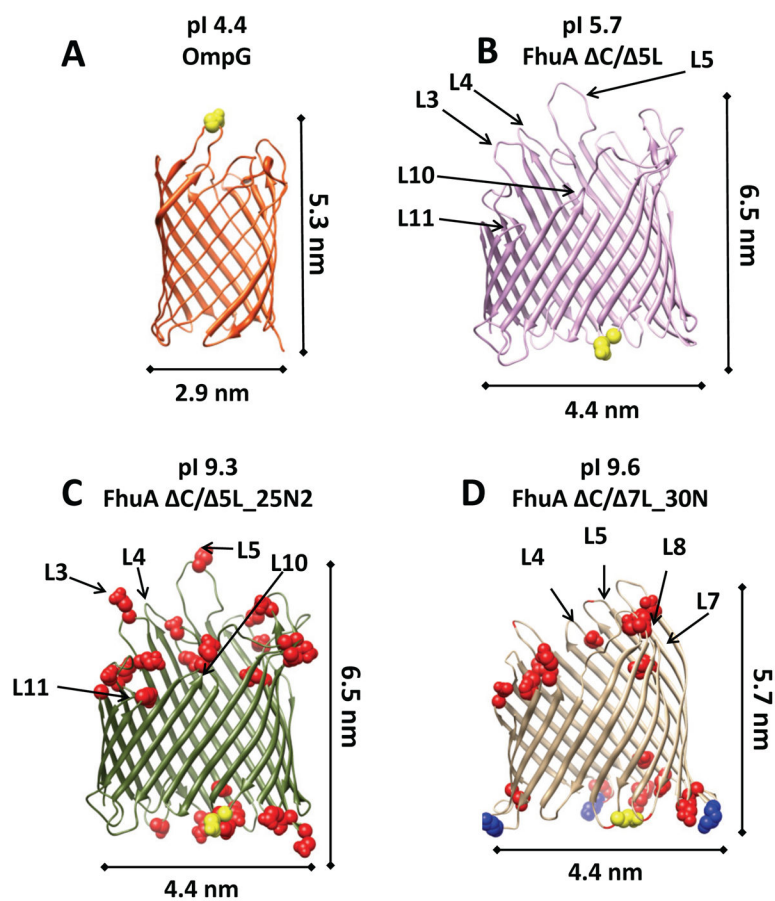 pI 4.4
A
OmpG
5.3 nm
2.9 nm
pI 5.7
B
FhuA ΔC/Δ5L
L5
L4
L3
L10
L11
6.5 nm
4.4 nm
pI 9.3
C
FhuA ΔC/Δ5L_25N2
L5
L4
L10
L3
L11
6.5 nm
4.4 nm
pI 9.6
D
FhuA ΔC/Δ7L_30N
L5
L4
L8
L7
5.7 nm
4.4 nm